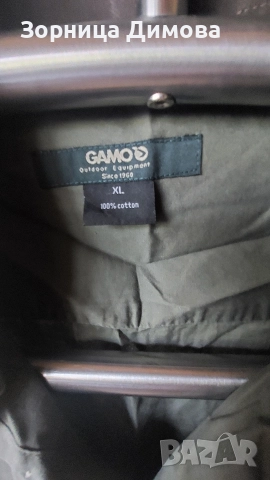 Зорница Димова
GAMO
Outdoor Equipment
Since 1960
XL
100% cotton
BAZAR